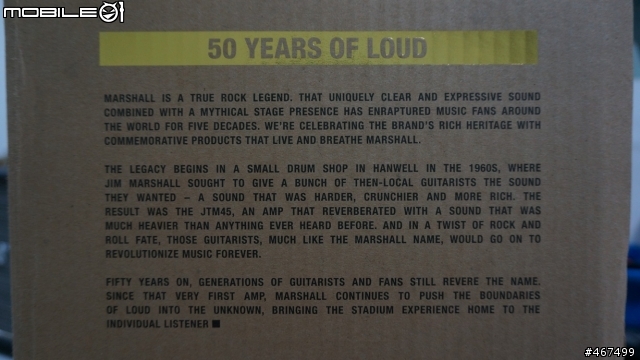 MOBILE01
50 YEARS OF LOUD
MARSHALL IS A TRUE ROCK LEGEND. THAT UNIQUELY CLEAR AND EXPRESSIVE SOUND
COMBINED WITH A MYTHICAL STAGE PRESENCE HAS ENRAPTURED MUSIC FANS AROUND
THE WORLD FOR FIVE DECADES. WE'RE CELEBRATING THE BRAND'S RICH HERITAGE WITH
COMMEMORATIVE PRODUCTS THAT LIVE AND BREATHE MARSHALL.
THE LEGACY BEGINS IN A SMALL DRUM SHOP IN HANWELL IN THE 1960S, WHERE
JIM MARSHALL SOUGHT TO GIVE A BUNCH OF THEN-LOCAL GUITARISTS THE SOUND
THEY WANTED – A SOUND THAT WAS HARDER, CRUNCHIER AND MORE RICH. THE
RESULT WAS THE JTM45, AN AMP THAT REVERBERATED WITH A SOUND THAT WAS
MUCH HEAVIER THAN ANYTHING EVER HEARD BEFORE. AND IN A TWIST OF ROCK AND
ROLL FATE, THOSE GUITARISTS, MUCH LIKE THE MARSHALL NAME, WOULD GO ON TO
REVOLUTIONIZE MUSIC FOREVER.
FIFTY YEARS ON, GENERATIONS OF GUITARISTS AND FANS STILL REVERE THE NAME.
SINCE THAT VERY FIRST AMP, MARSHALL CONTINUES TO PUSH THE BOUNDARIES
OF LOUD INTO THE UNKNOWN, BRINGING THE STADIUM EXPERIENCE HOME TO THE
INDIVIDUAL LISTENER ■
#467499